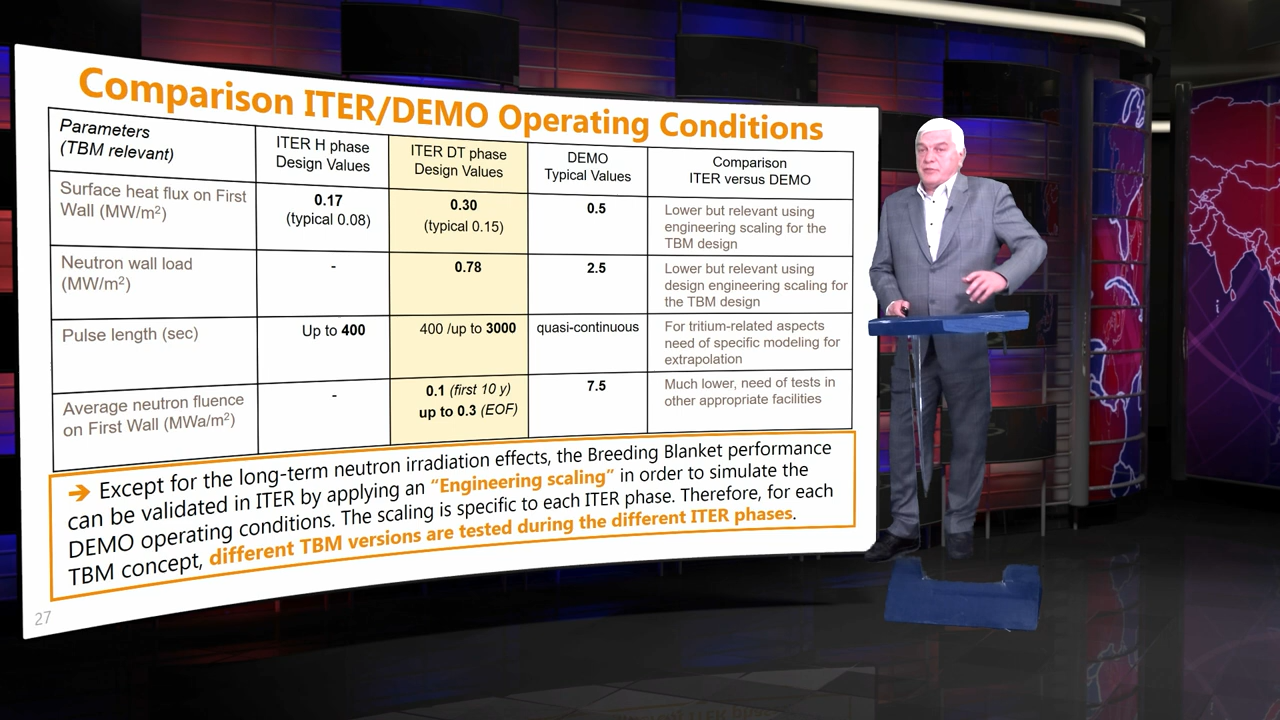 Comparison ITER/DEMO Operating Conditions
Parameters
(TBM relevant)
ITER H phase
Design Values
ITER DT phase
Design Values
DEMO
Typical Values
Comparison
ITER versus DEMO
Surface heat flux on First
Wall (MW/m²)
0.17
(typical 0.08)
0.30
(typical 0.15)
0.5
Lower but relevant using
engineering scaling for the
TBM design
Neutron wall load
(MW/m²)
-
0.78
2.5
Lower but relevant using
design engineering scaling for
the TBM design
Pulse length (sec)
Up to 400
400 /up to 3000
quasi-continuous
For tritium-related aspects
need of specific modeling for
extrapolation
Average neutron fluence
on First Wall (MWa/m²)
-
0.1 (first 10 y)
up to 0.3 (EOF)
7.5
Much lower, need of tests in
other appropriate facilities
➔ Except for the long-term neutron irradiation effects, the Breeding Blanket performance
can be validated in ITER by applying an “Engineering scaling” in order to simulate the
DEMO operating conditions. The scaling is specific to each ITER phase. Therefore, for each
TBM concept, different TBM versions are tested during the different ITER phases.
27